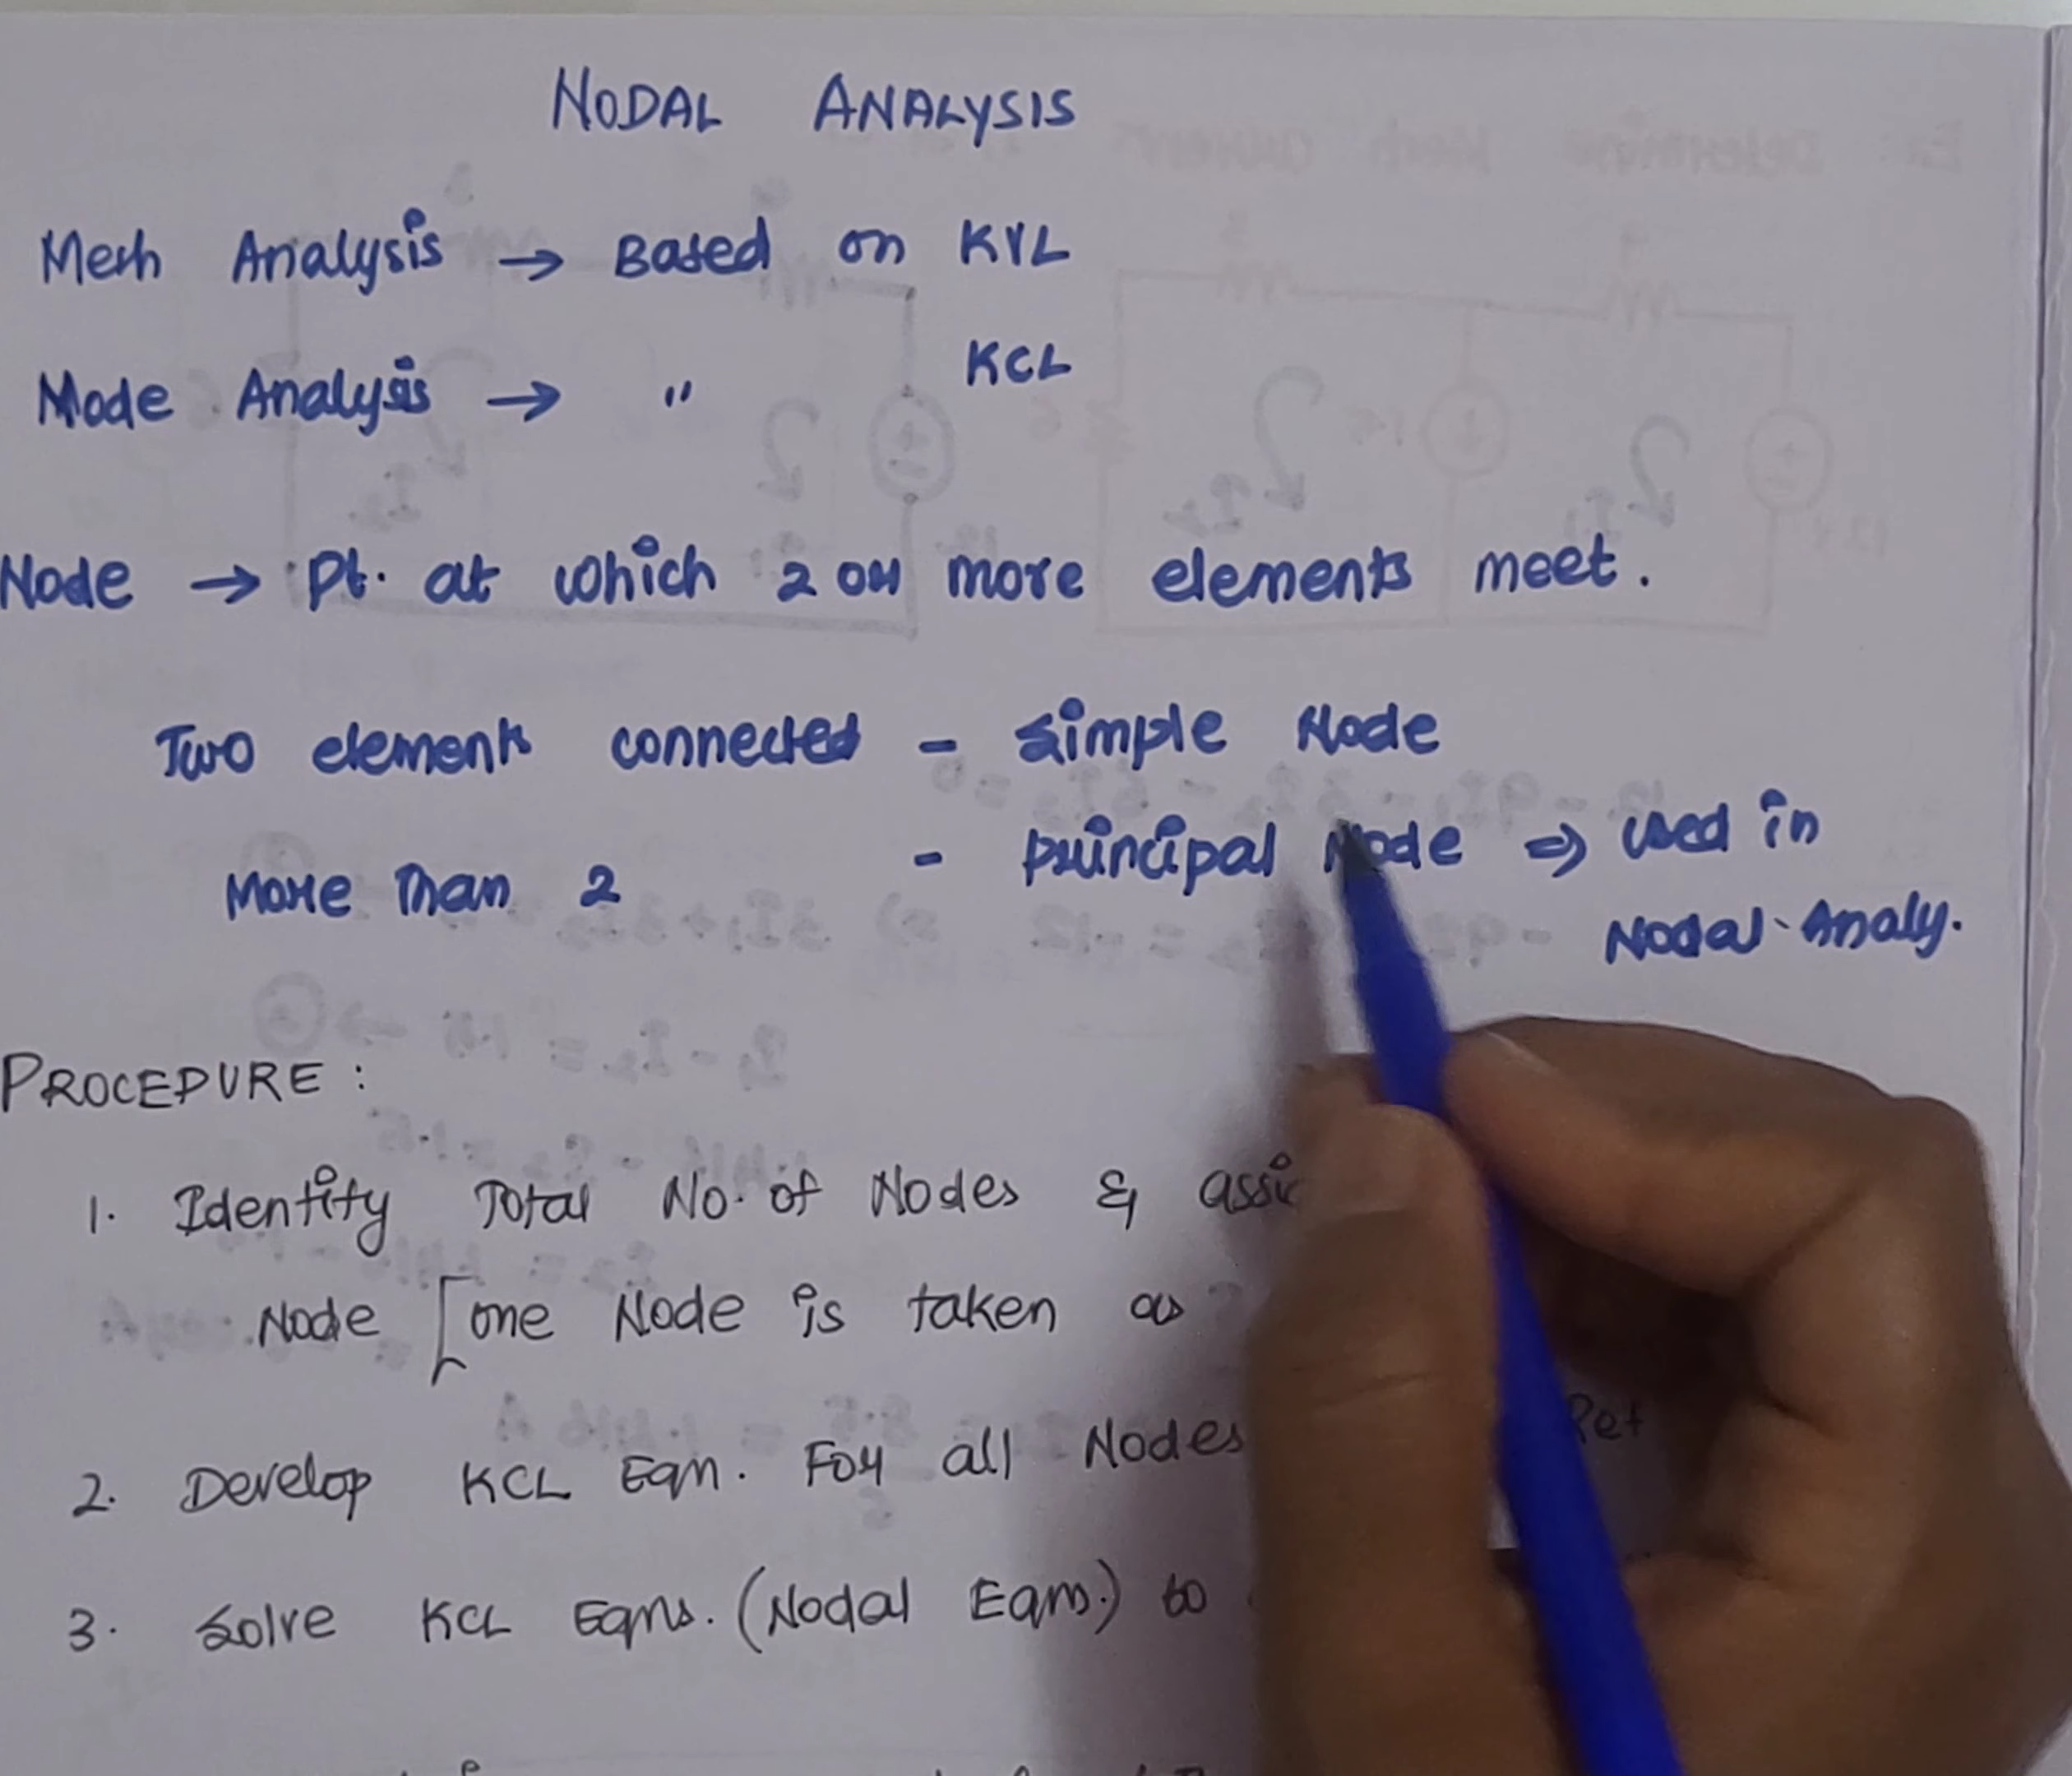 NODAL ANALYSIS
Mesh Analysis → Based on KVL
Node Analysis → " KCL
Node → Pt. at which 2 or more elements meet.
Two elements connected - Simple Node
More Than 2 - Principal Node ⇒ used in
Nodal Analy.
PROCEDURE :
1. Identity Total No. of Nodes &
Node [one Node is taken as
2. Develop KCL Eqn. For all Nodes
3. Solve KCL Eqns. (Nodal Eqns.) to